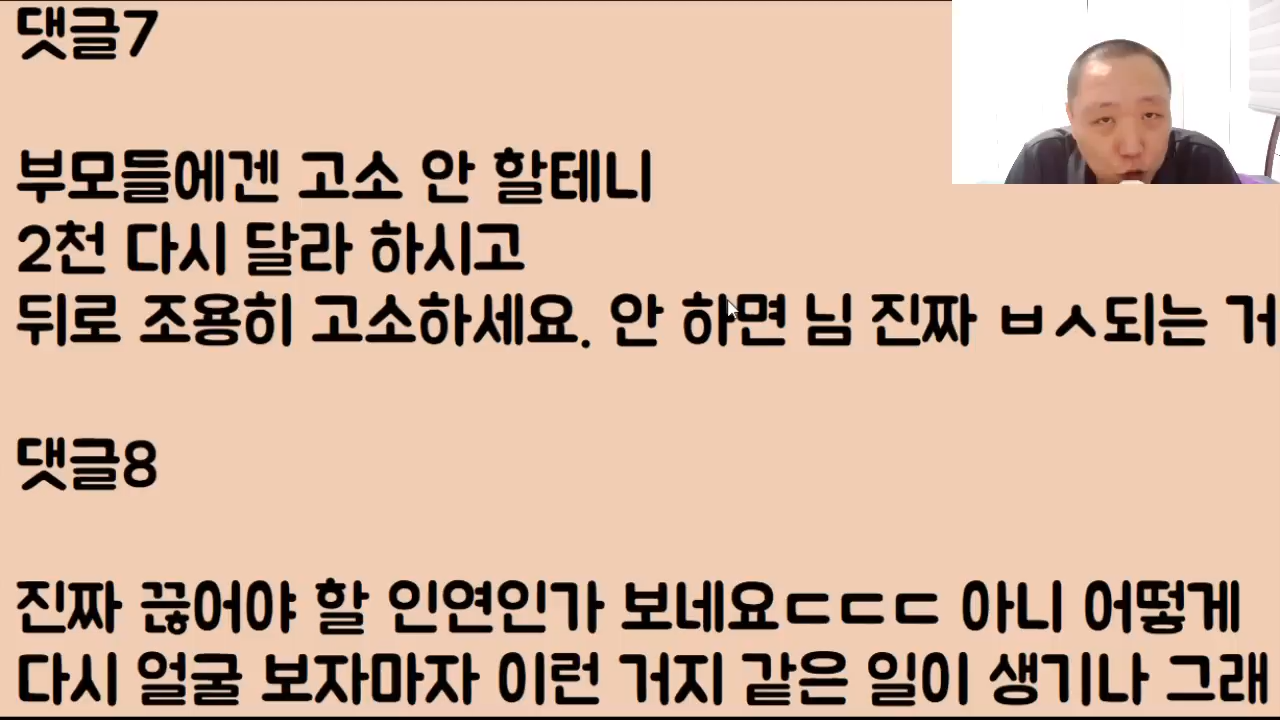 댓글7
부모들에겐 고소 안 할테니
2천 다시 달라 하시고
뒤로 조용히 고소하세요. 안 하면 님 진짜 ㅂㅅ되는 거
댓글8
진짜 끊어야 할 인연인가 보네요ㄷㄷㄷ 아니 어떻게
다시 얼굴 보자마자 이런 거지 같은 일이 생기나 그래